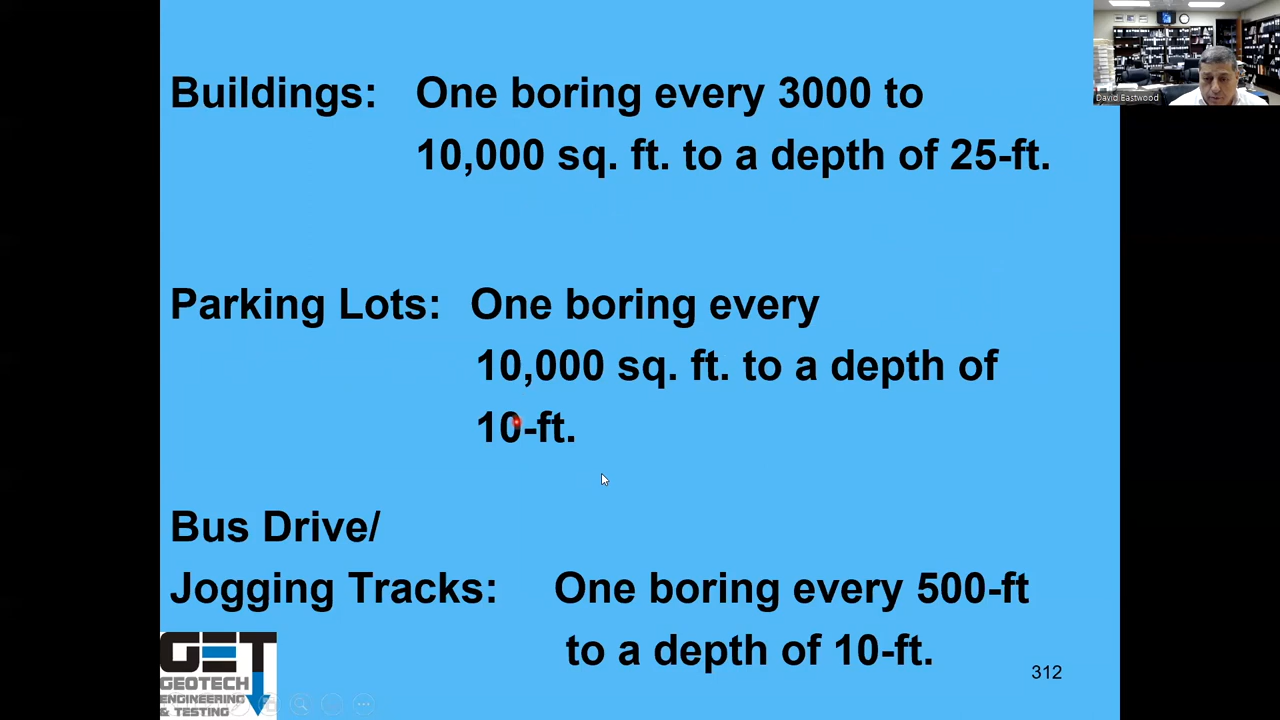 Buildings: One boring every 3000 to
10,000 sq. ft. to a depth of 25-ft.
Parking Lots: One boring every
10,000 sq. ft. to a depth of
10-ft.
Bus Drive/
Jogging Tracks: One boring every 500-ft
to a depth of 10-ft.
GET
GEOTECH
ENGINEERING
& TESTING
312
David Eastwood